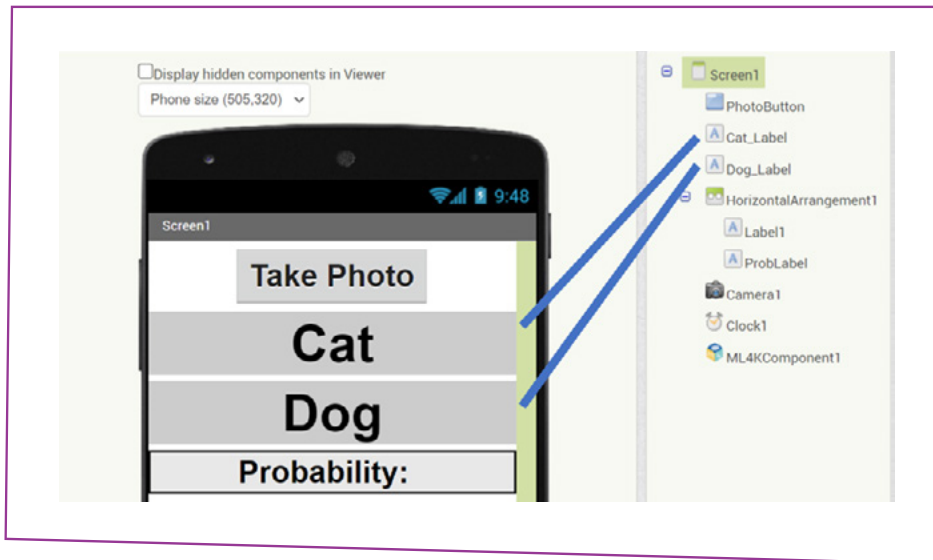 Display hidden components in Viewer
Phone size (505,320)
9:48
Screen1
Take Photo
Cat
Dog
Probability:
Screen1
PhotoButton
Cat_Label
Dog_Label
HorizontalArrangement1
Label1
ProbLabel
Camera1
Clock1
ML4KComponent1